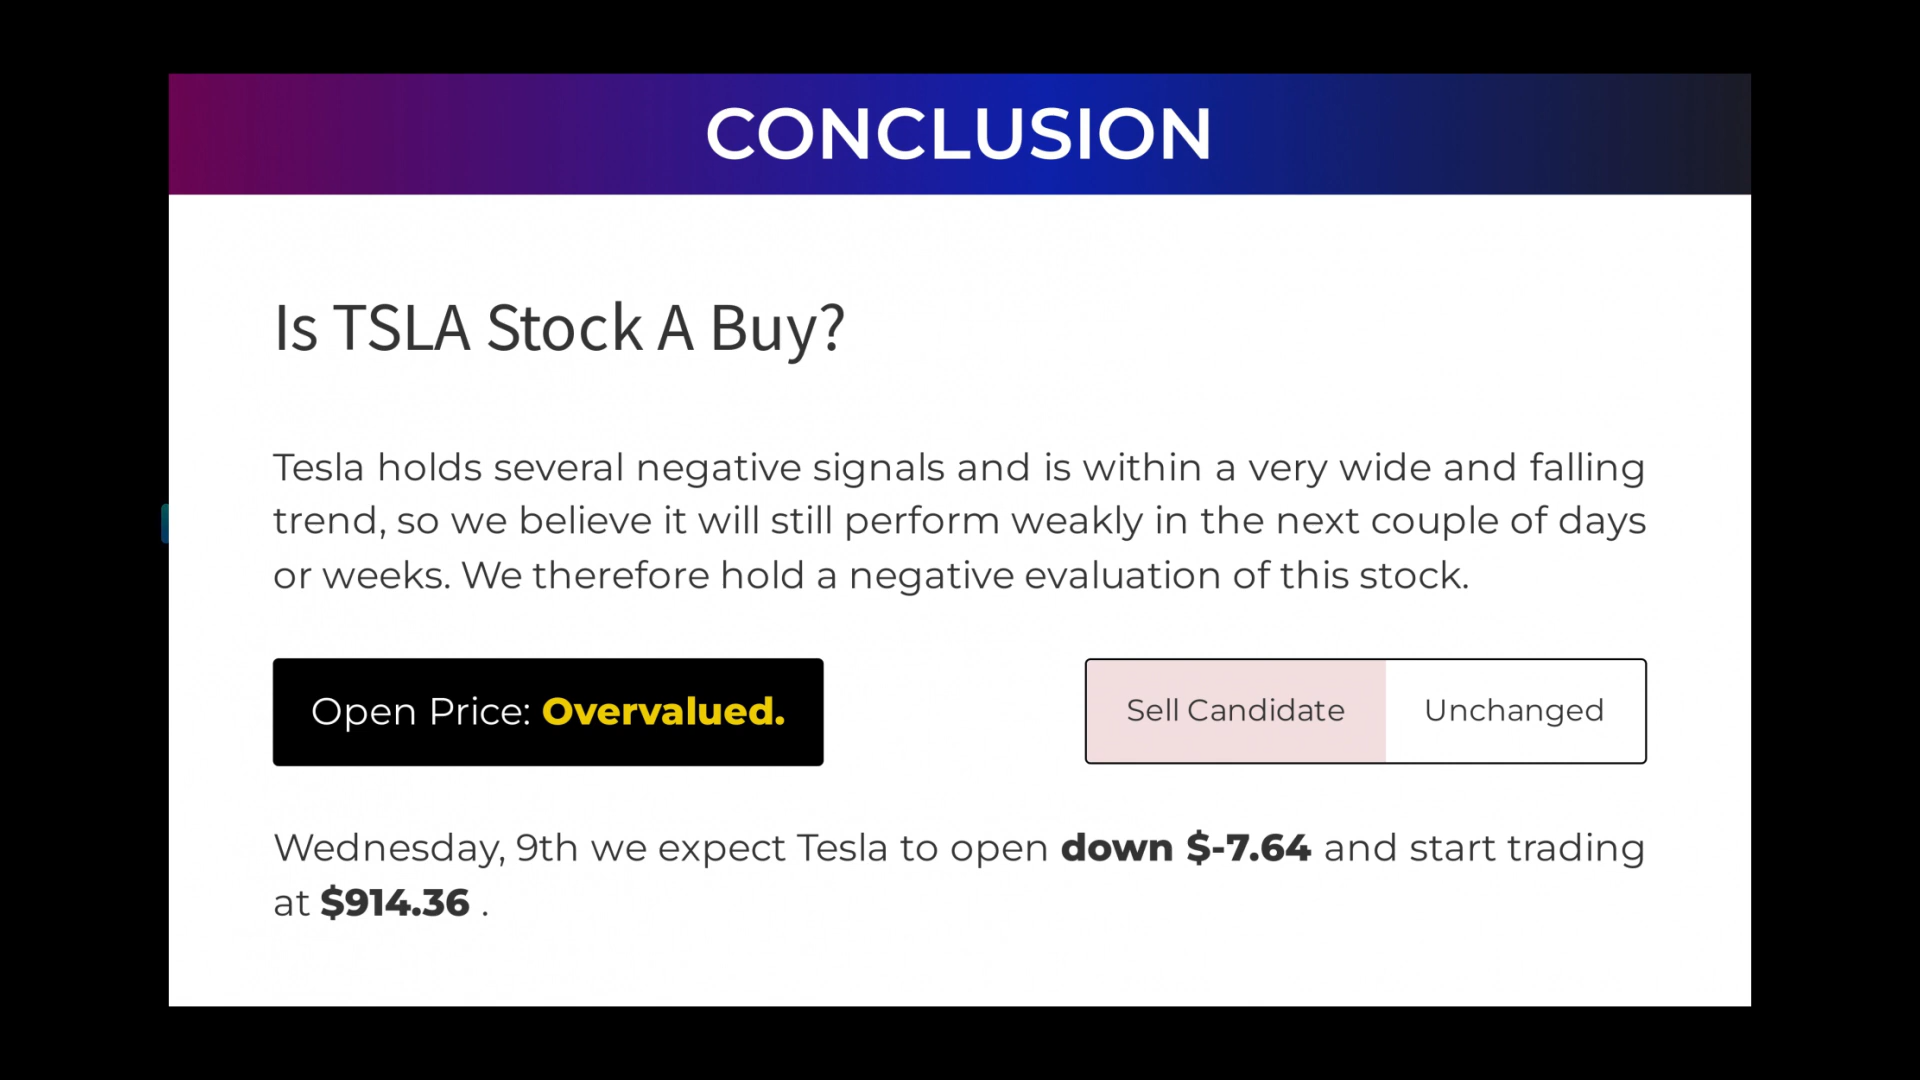 CONCLUSION
Is TSLA Stock A Buy?
Tesla holds several negative signals and is within a very wide and falling
trend, so we believe it will still perform weakly in the next couple of days
or weeks. We therefore hold a negative evaluation of this stock.
Open Price: Overvalued.
Sell Candidate
Unchanged
Wednesday, 9th we expect Tesla to open down $-7.64 and start trading
at $914.36 .